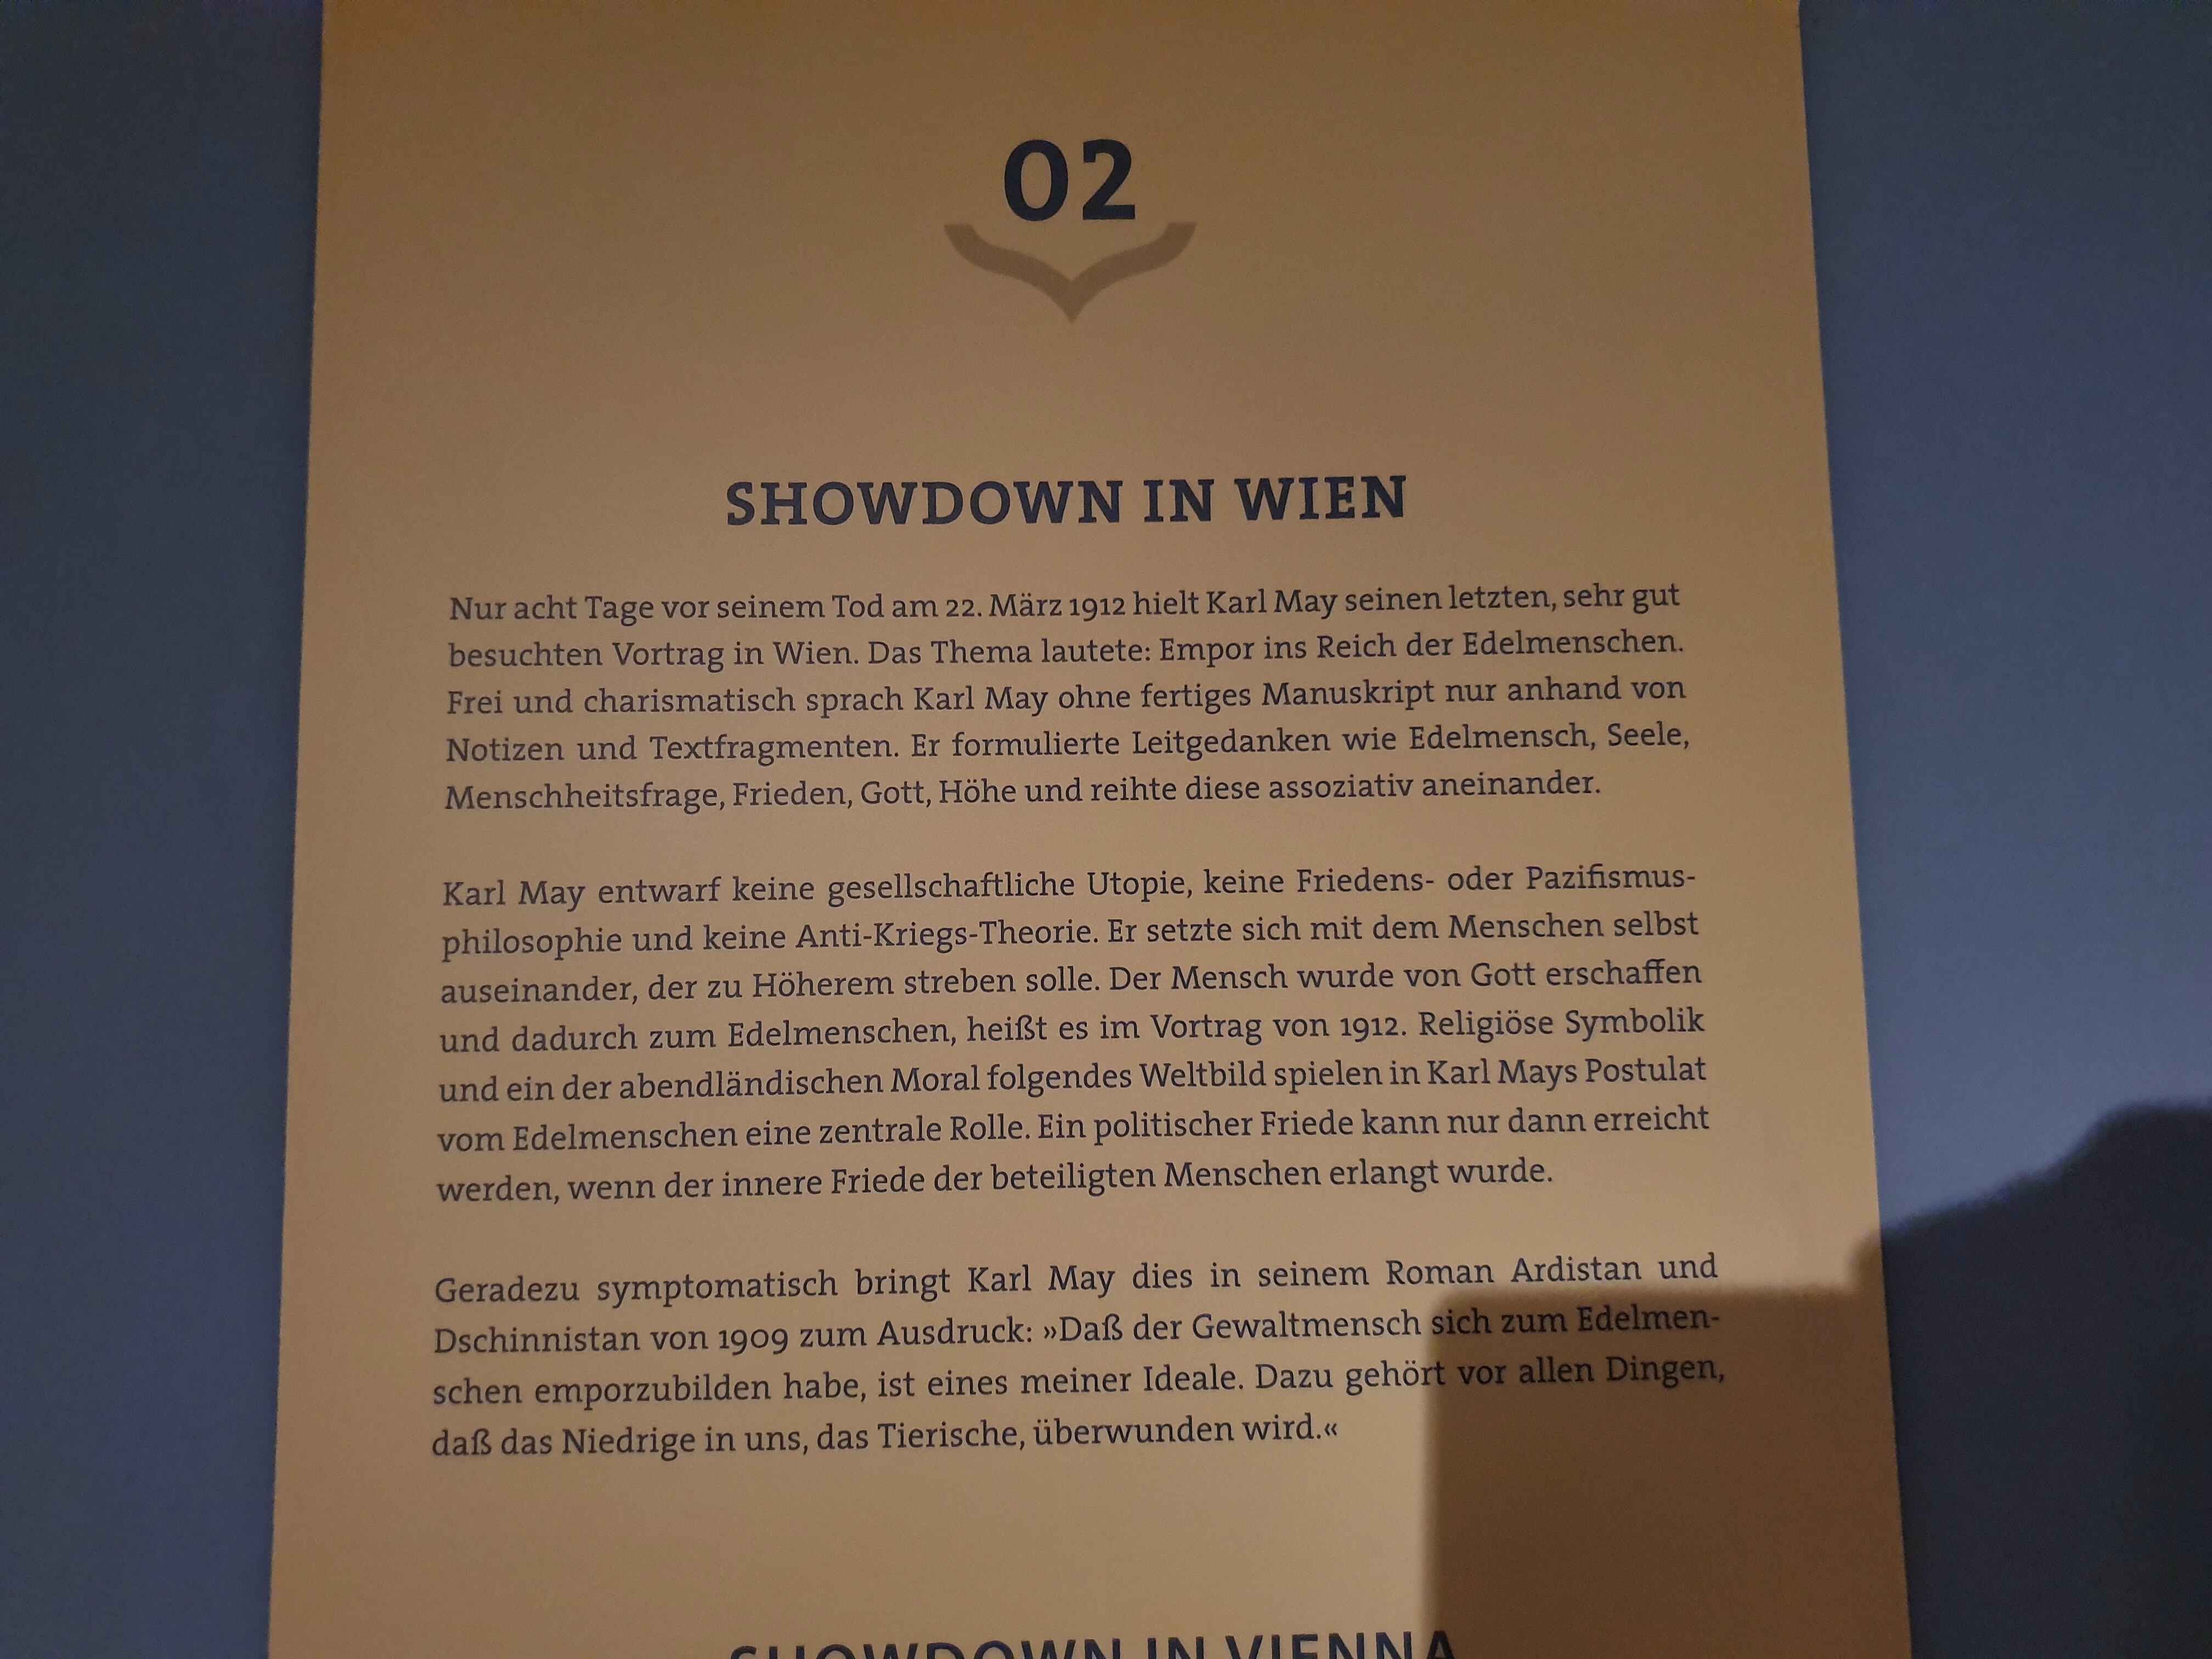 02
SHOWDOWN IN WIEN
Nur acht Tage vor seinem Tod am 22. März 1912 hielt Karl May seinen letzten, sehr gut
besuchten Vortrag in Wien. Das Thema lautete: Empor ins Reich der Edelmenschen.
Frei und charismatisch sprach Karl May ohne fertiges Manuskript nur anhand von
Notizen und Textfragmenten. Er formulierte Leitgedanken wie Edelmensch, Seele,
Menschheitsfrage, Frieden, Gott, Höhe und reihte diese assoziativ aneinander.
Karl May entwarf keine gesellschaftliche Utopie, keine Friedens- oder Pazifismus-
philosophie und keine Anti-Kriegs-Theorie. Er setzte sich mit dem Menschen selbst
auseinander, der zu Höherem streben solle. Der Mensch wurde von Gott erschaffen
und dadurch zum Edelmenschen, heißt es im Vortrag von 1912. Religiöse Symbolik
und ein der abendländischen Moral folgendes Weltbild spielen in Karl Mays Postulat
vom Edelmenschen eine zentrale Rolle. Ein politischer Friede kann nur dann erreicht
werden, wenn der innere Friede der beteiligten Menschen erlangt wurde.
Geradezu symptomatisch bringt Karl May dies in seinem Roman Ardistan und
Dschinnistan von 1909 zum Ausdruck: »Daß der Gewaltmensch sich zum Edelmen-
schen emporzubilden habe, ist eines meiner Ideale. Dazu gehört vor allen Dingen,
daß das Niedrige in uns, das Tierische, überwunden wird.«
SHOWDOWN IN VIENNA